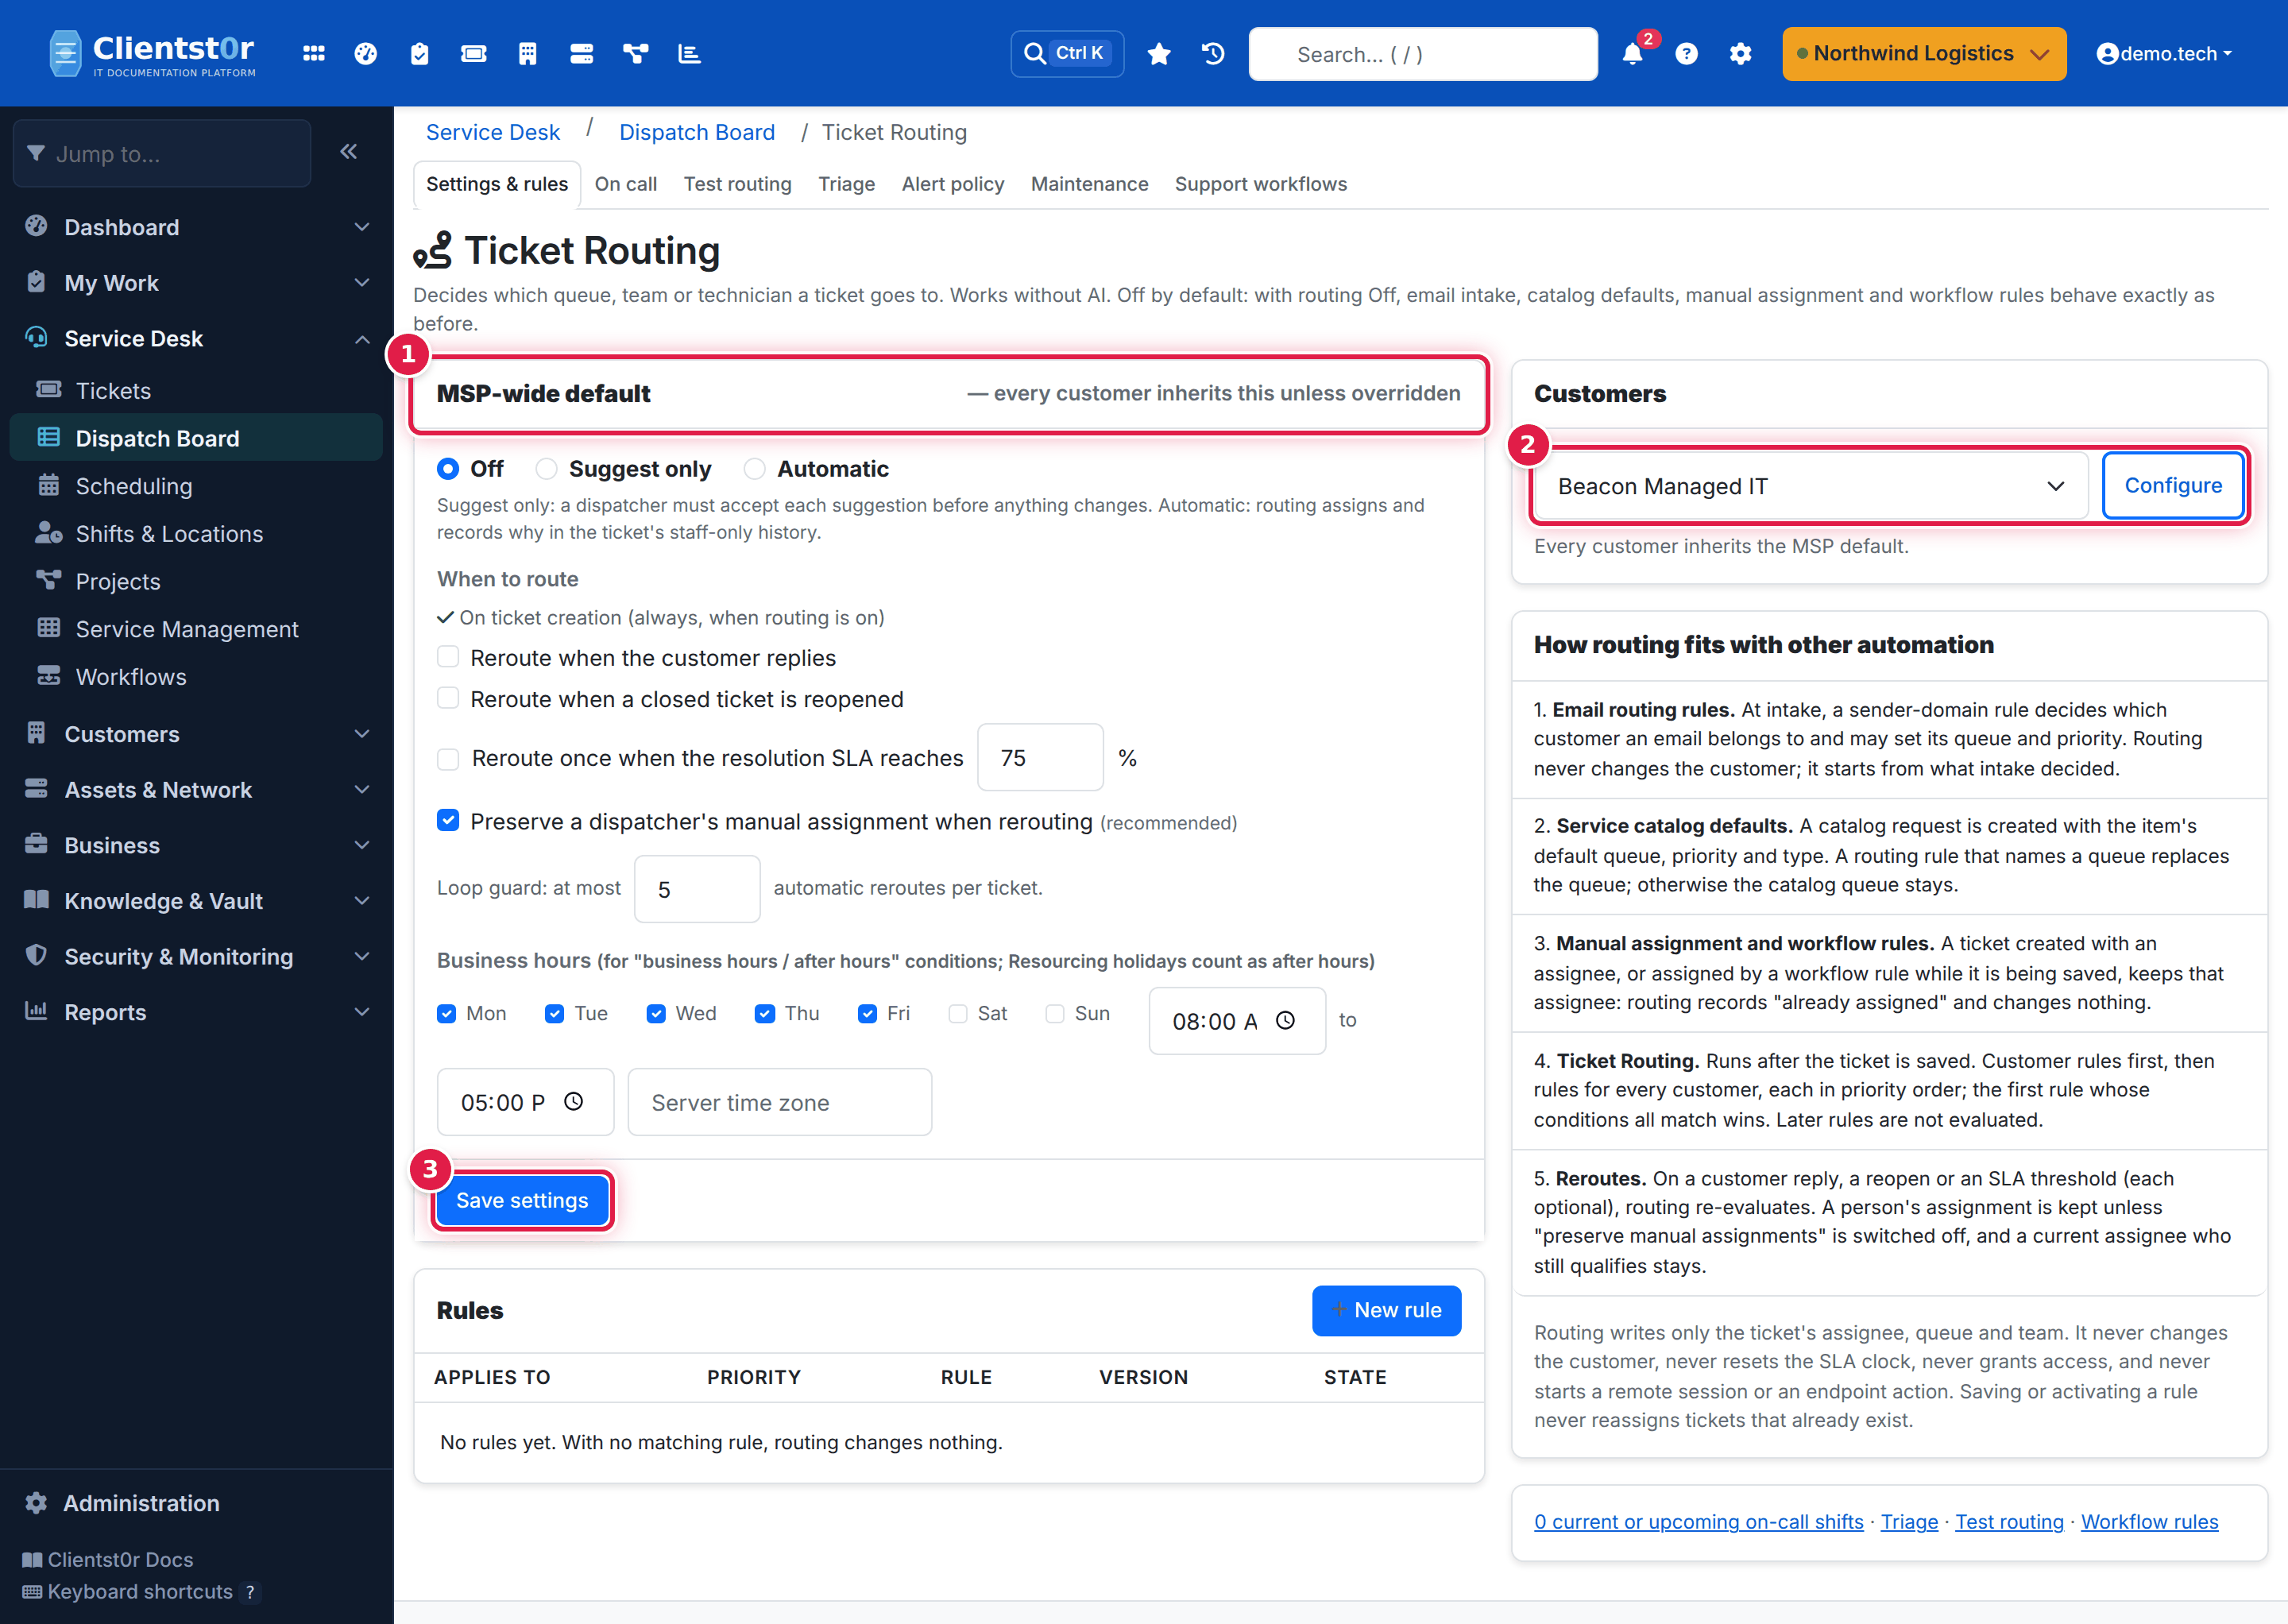 Clientst0r
IT DOCUMENTATION PLATFORM
Ctrl K
Search... ( / )
2
?
Northwind Logistics
demo.tech
Jump to...
Dashboard
My Work
Service Desk
Tickets
Dispatch Board
Scheduling
Shifts & Locations
Projects
Service Management
Workflows
Customers
Assets & Network
Business
Knowledge & Vault
Security & Monitoring
Reports
Administration
Clientst0r Docs
Keyboard shortcuts ?
Service Desk / Dispatch Board / Ticket Routing
Settings & rules On call Test routing Triage Alert policy Maintenance Support workflows
Ticket Routing
Decides which queue, team or technician a ticket goes to. Works without AI. Off by default: with routing Off, email intake, catalog defaults, manual assignment and workflow rules behave exactly as
before.
1
MSP-wide default — every customer inherits this unless overridden
Off Suggest only Automatic
Suggest only: a dispatcher must accept each suggestion before anything changes. Automatic: routing assigns and
records why in the ticket's staff-only history.
When to route
On ticket creation (always, when routing is on)
Reroute when the customer replies
Reroute when a closed ticket is reopened
Reroute once when the resolution SLA reaches 75 %
Preserve a dispatcher's manual assignment when rerouting (recommended)
Loop guard: at most 5 automatic reroutes per ticket.
Business hours (for "business hours / after hours" conditions; Resourcing holidays count as after hours)
Mon Tue Wed Thu Fri Sat Sun 08:00 A to
05:00 P Server time zone
3
Save settings
Rules
+ New rule
APPLIES TO PRIORITY RULE VERSION STATE
No rules yet. With no matching rule, routing changes nothing.
Customers
2
Beacon Managed IT
Configure
Every customer inherits the MSP default.
How routing fits with other automation
1. Email routing rules. At intake, a sender-domain rule decides which
customer an email belongs to and may set its queue and priority. Routing
never changes the customer; it starts from what intake decided.
2. Service catalog defaults. A catalog request is created with the item's
default queue, priority and type. A routing rule that names a queue replaces
the queue; otherwise the catalog queue stays.
3. Manual assignment and workflow rules. A ticket created with an
assignee, or assigned by a workflow rule while it is being saved, keeps that
assignee: routing records "already assigned" and changes nothing.
4. Ticket Routing. Runs after the ticket is saved. Customer rules first, then
rules for every customer, each in priority order; the first rule whose
conditions all match wins. Later rules are not evaluated.
5. Reroutes. On a customer reply, a reopen or an SLA threshold (each
optional), routing re-evaluates. A person's assignment is kept unless
"preserve manual assignments" is switched off, and a current assignee who
still qualifies stays.
Routing writes only the ticket's assignee, queue and team. It never changes
the customer, never resets the SLA clock, never grants access, and never
starts a remote session or an endpoint action. Saving or activating a rule
never reassigns tickets that already exist.
0 current or upcoming on-call shifts · Triage · Test routing · Workflow rules